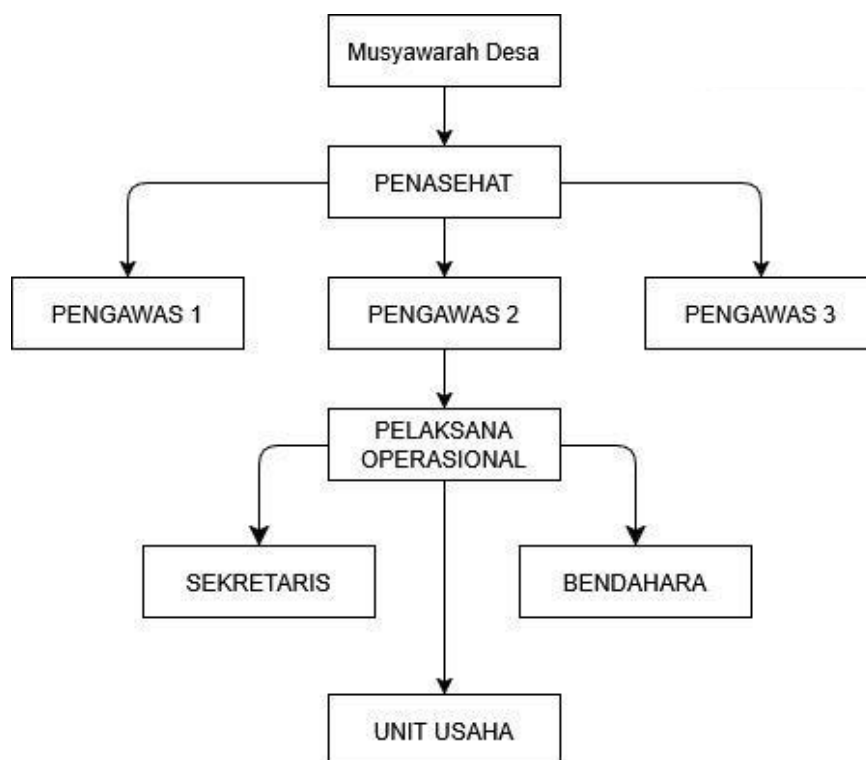 Musyawarah Desa
PENASEHAT
PENGAWAS 1
PENGAWAS 2
PENGAWAS 3
PELAKSANA
OPERASIONAL
SEKRETARIS
BENDAHARA
UNIT USAHA